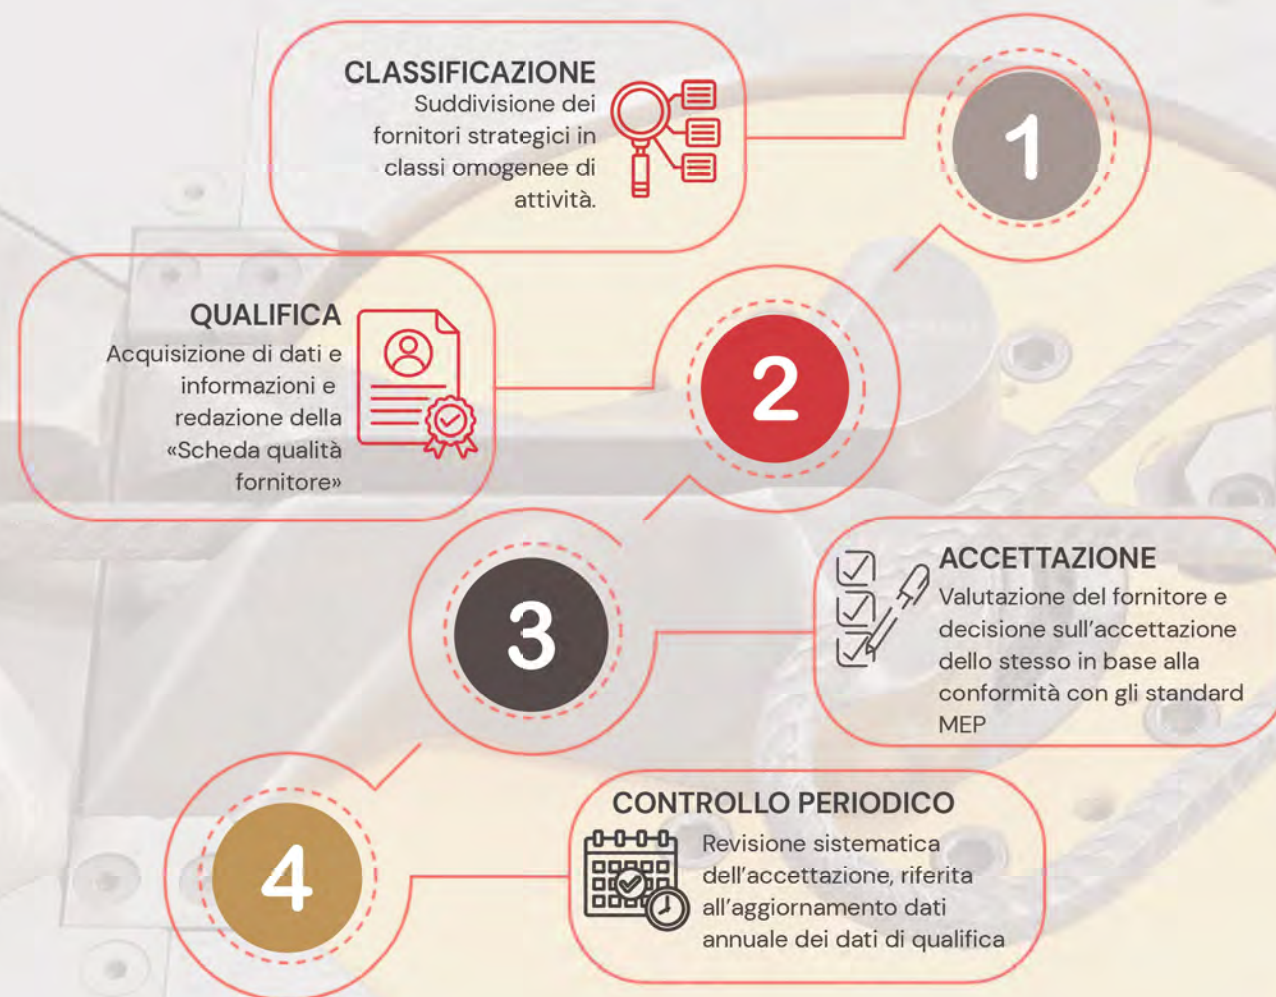 CLASSIFICAZIONE
Suddivisione dei
fornitori strategici in
classi omogenee di
attività.
1
QUALIFICA
Acquisizione di dati e
informazioni e
redazione della
«Scheda qualità
fornitore»
2
3
ACCETTAZIONE
Valutazione del fornitore e
decisione sull'accettazione
dello stesso in base alla
conformità con gli standard
MEP
4
CONTROLLO PERIODICO
Revisione sistematica
dell'accettazione, riferita
all'aggiornamento dati
annuale dei dati di qualifica